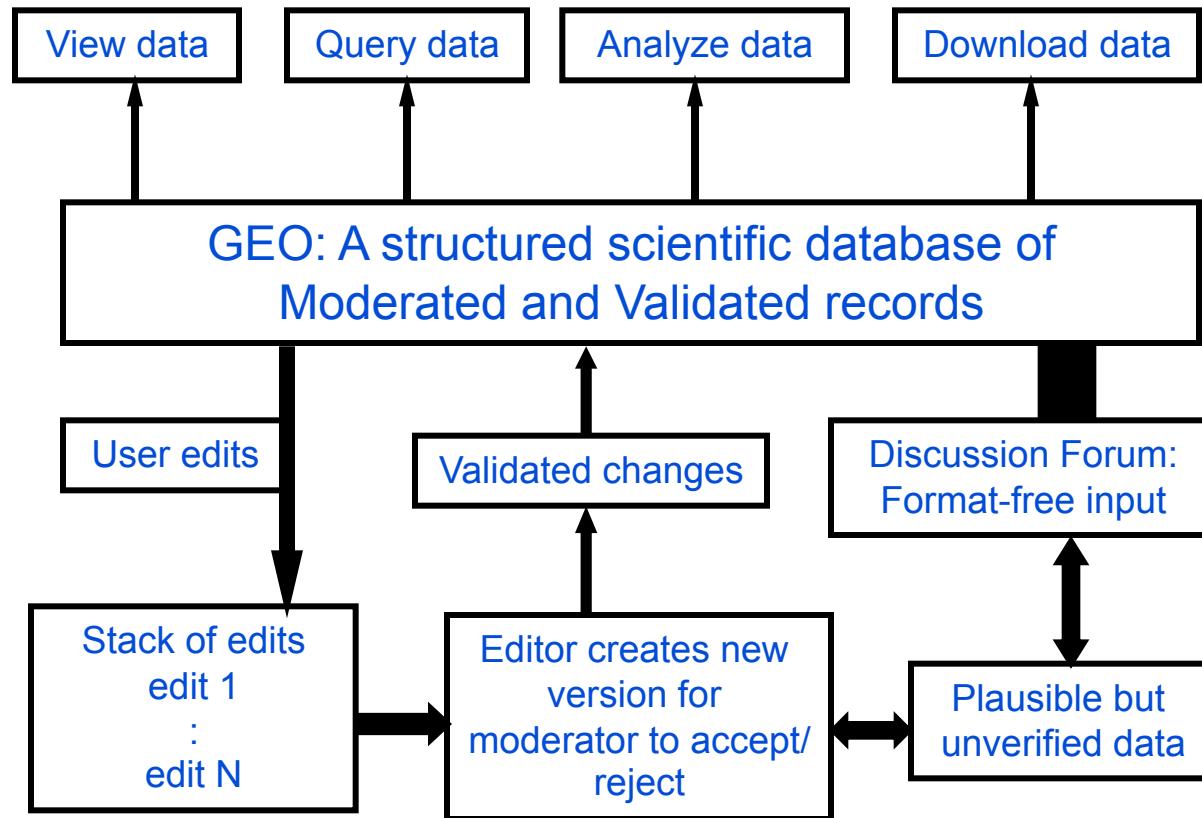 View data
Query data
Analyze data
Download data
GEO: A structured scientific database of
Moderated and Validated records
User edits
Validated changes
Discussion Forum:
Format-free input
Stack of edits
edit 1
:
edit N
Editor creates new
version for
moderator to accept/
reject
Plausible but
unverified data